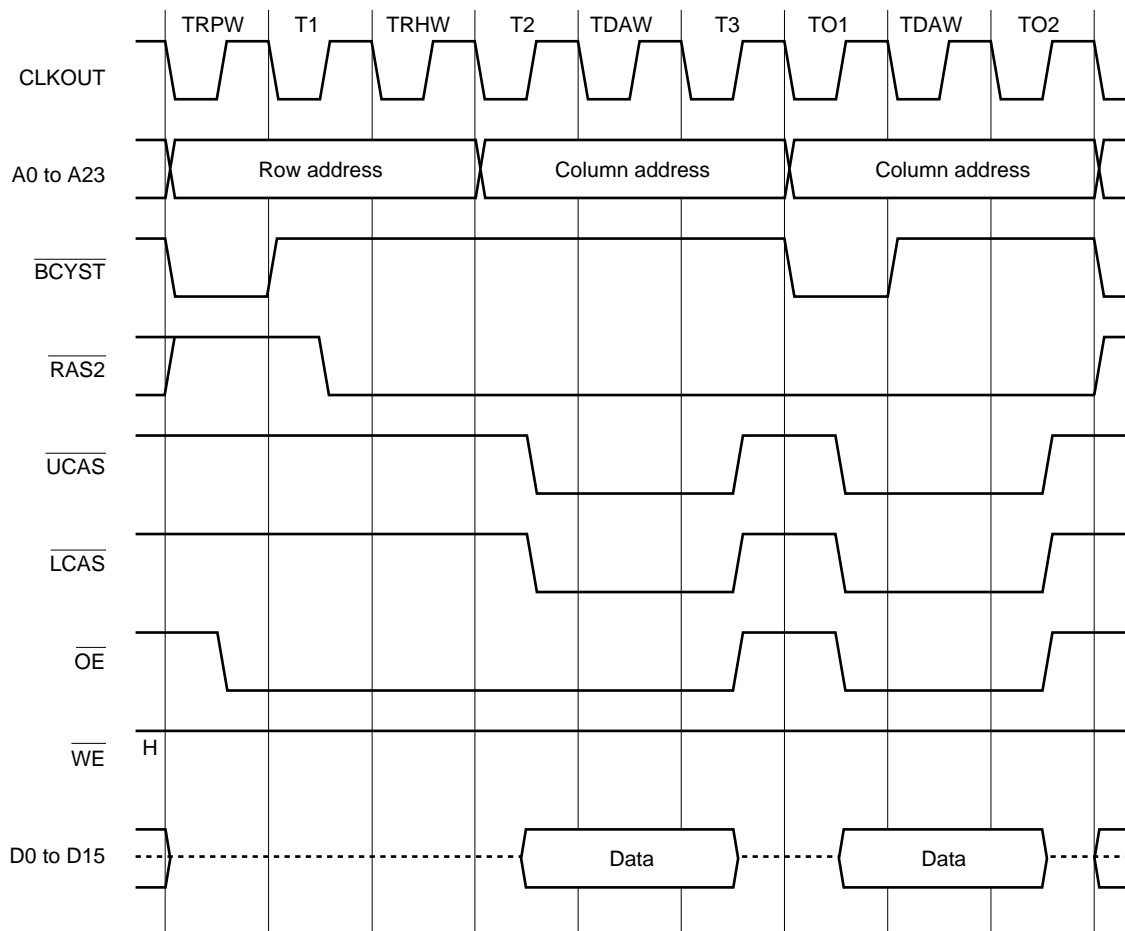 TRPW T1 TRHW T2 TDAW T3 TO1 TDAW TO2
CLKOUT
A0 to A23 Row address Column address Column address
BCYST
RAS2
UCAS
LCAS
OE
WE H
D0 to D15 Data Data